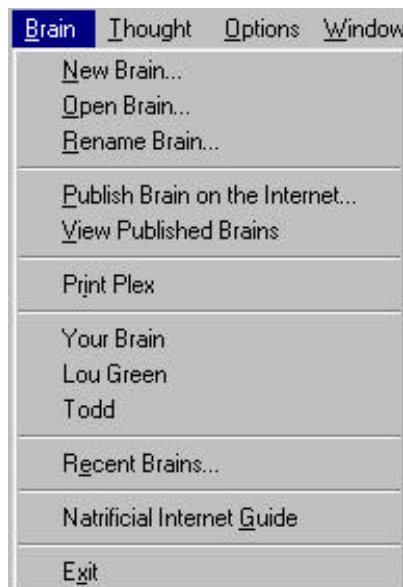 Brain Thought Options Window
New Brain...
Open Brain...
Rename Brain...
Publish Brain on the Internet...
View Published Brains
Print Plex
Your Brain
Lou Green
Todd
Recent Brains...
Natrificial Internet Guide
Exit